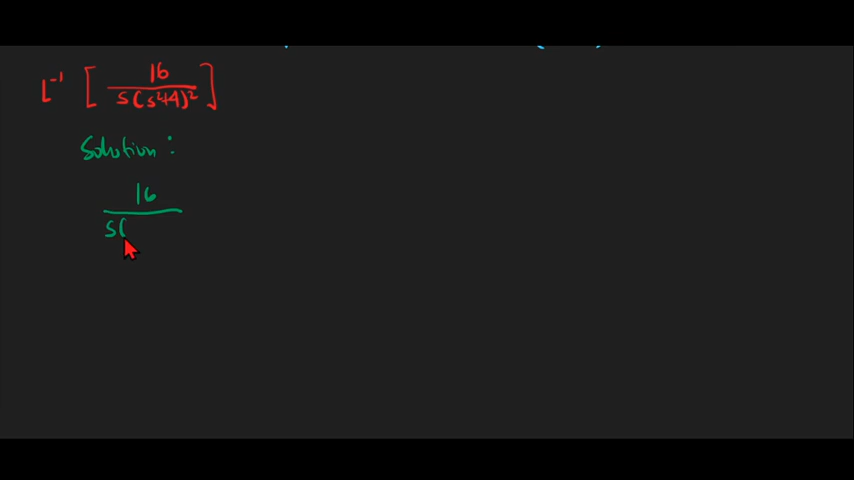 L⁻¹ [ 16 / s(s²+4)² ]
Solution:
16
s(